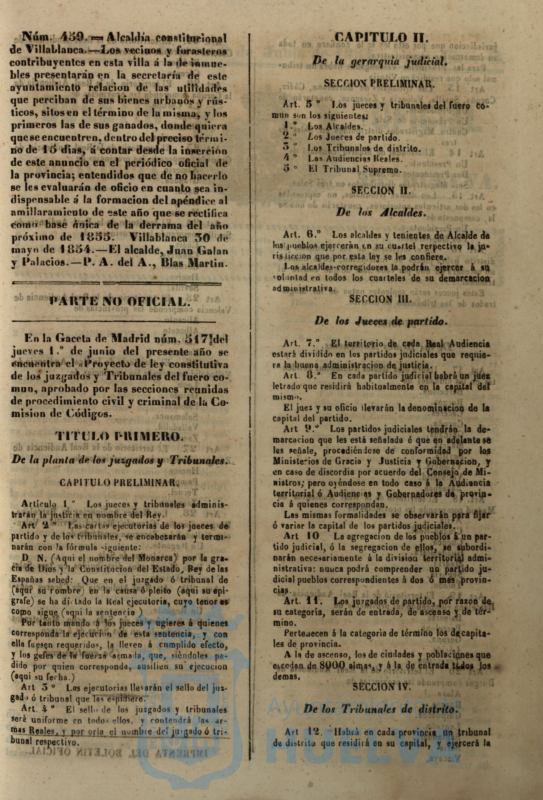 Núm. 459.=Alcaldía constitucional
de Villablanca.—Los vecinos y forasteros
contribuyentes en esta villa á la de inmue-
bles presentarán en la secretaría de este
ayuntamiento relacion de las utilidades
que perciban de sus bienes urbanos y rús-
ticos, sitos en el término de la misma, y los
primeros las de sus ganados, donde quiera
que se encuentren, dentro del preciso térmi-
no de 15 dias, á contar desde la insercion
de este anuncio en el periódico oficial de
la provincia; entendidos que de no hacerlo
se les evaluarán de oficio en cuanto sea in-
dispensable á la formacion del apéndice al
amillaramiento de este año que se rectifica
como base única de la derrama del año
próximo de 1855. Villablanca 30 de
mayo de 1854.—El alcalde, Juan Galan
y Palacios.—P. A. del A., Blas Martin.
PARTE NO OFICIAL.
En la Gaceta de Madrid núm. 517 del
jueves 1.º de junio del presente año se
encuentra el «Proyecto de ley constitutiva
de los juzgados y Tribunales del fuero co-
mun, aprobado por las secciones reunidas
de procedimiento civil y criminal de la Co-
mision de Códigos.
TITULO PRIMERO.
De la planta de los juzgados y Tribunales.
CAPITULO PRELIMINAR.
Articulo 1.º Los jueces y tribunales adminis-
trarán la justicia en nombre del Rey.
Art 2.º Las cartas ejecutorias de los jueces de
partido y de los tribunales, se encabezarán y termi-
narán con la fórmula siguiente:
D. N. (Aqui el nombre del Monarca) por la gra-
cia de Dios y la Constitucion del Estado, Rey de las
Españas sabed: Que en el juzgado ó tribunal de
(aqui su nombre) en la causa ó pleito (aqui su epí-
grafe) se ha dictado la Real ejecutoria, cuyo tenor es
como sigue (aqui la sentencia)
Por tanto mando á los jueces y ugieres á quienes
corresponda la ejecucion de esta sentencia, y con
ella fuesen requeridos, la lleven á cumplido efecto,
y los gefes de la fuerza armada, que, siéndoles pe-
dido por quien corresponda, ausilien su ejecucion
(aqui su fecha.)
Art 3.º Las ejecutorias llevarán el sello del juz-
gado ó tribunal que las espidiere.
Art. 4.º El sello de los juzgados y tribunales
será uniforme en todos ellos, y contendrá las ar-
mas Reales, y por orla el nombre del juzgado ó tri-
bunal respectivo.
CAPITULO II.
De la gerarquia judicial.
SECCION PRELIMINAR.
Art. 5º Los jueces y tribunales del fuero co-
mun son los siguientes:
1.º Los Alcaldes.
2.º Los Jueces de partido.
3.º Los Tribunales de distrito.
4.º Las Audiencias Reales.
5º El Tribunal Supremo.
SECCION II.
De los Alcaldes.
Art. 6.º Los alcaldes y tenientes de Alcalde de
los pueblos ejercerán en su cuartel respectivo la ju-
risdiccion que por esta ley se les confiere.
Los alcaldes-corregidores la podrán ejercer á su
voluntad en todos los cuarteles de su demarcacion
administrativa.
SECCION III.
De los Jueces de partido.
Art. 7.º El territorio de cada Real Audiencia
estará dividido en los partidos judiciales que requie-
ra la buena administracion de justicia.
Art. 8.º En cada partido judicial habrá un juez
letrado que residirá habitualmente en la capital del
mismo.
El juez y su oficio llevarán la denominacion de la
capital del partido.
Art 9.º Los partidos judiciales tendrán la de-
marcacion que les está señalada ó que en adelante se
les señale, procediéndose de conformidad por los
Ministerios de Gracia y Justicia y Gobernacion, y
en caso de discordia por acuerdo del Consejo de Mi-
nistros; pero oyéndose en todo caso á la Audiencia
territorial ó Audiencias y Gobernadores de provin-
cia á quienes correspondan.
Las mismas formalidades se observarán para fijar
ó variar la capital de los partidos judiciales.
Art 10 La agregacion de los pueblos á un par-
tido judicial, ó la segregacion de ellos, se subordi-
narán necesariamente á la division territorial admi-
nistrativa: nunca podrá comprender un partido ju-
dicial pueblos correspondientes á dos ó más provin-
cias.
Art. 11. Los juzgados de partido, por razon de
su categoria, serán de entrada, de ascenso y de tér-
mino.
Pertenecen á la categoria de término los de capita-
les de provincia.
A la de ascenso, los de ciudades y poblaciones que
escedan de 8000 almas, y á la de entrada todos los
demas.
SECCION IV.
De los Tribunales de distrito.
Art 12. Habrá en cada provincia un tribunal
de distrito que residirá en su capital, y ejercerá la
IMPRENTA DEL BOLETIN OFICIAL
HUELVA